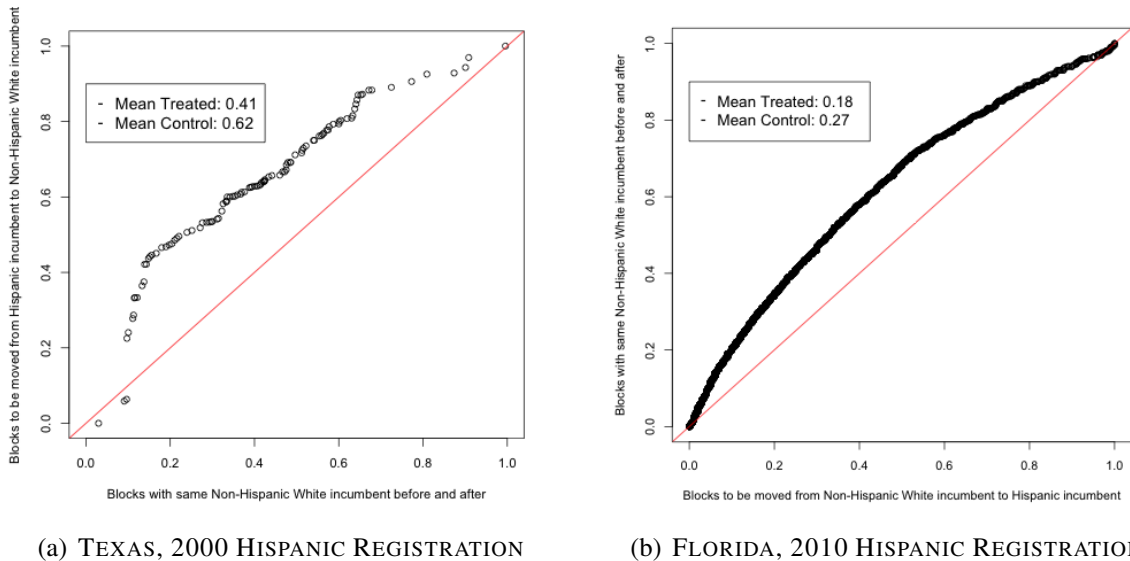 Blocks to be moved from Hispanic incumbent to Non-Hispanic White incumbent
1.0
0.8
0.6
0.4
0.2
0.0
- Mean Treated: 0.41
- Mean Control: 0.62
0.0 0.2 0.4 0.6 0.8 1.0
Blocks with same Non-Hispanic White incumbent before and after
(a) TEXAS, 2000 HISPANIC REGISTRATION
Blocks with same Non-Hispanic White incumbent before and after
1.0
0.8
0.6
0.4
0.2
0.0
- Mean Treated: 0.18
- Mean Control: 0.27
0.0 0.2 0.4 0.6 0.8 1.0
Blocks to be moved from Non-Hispanic White incumbent to Hispanic incumbent
(b) FLORIDA, 2010 HISPANIC REGISTRATION